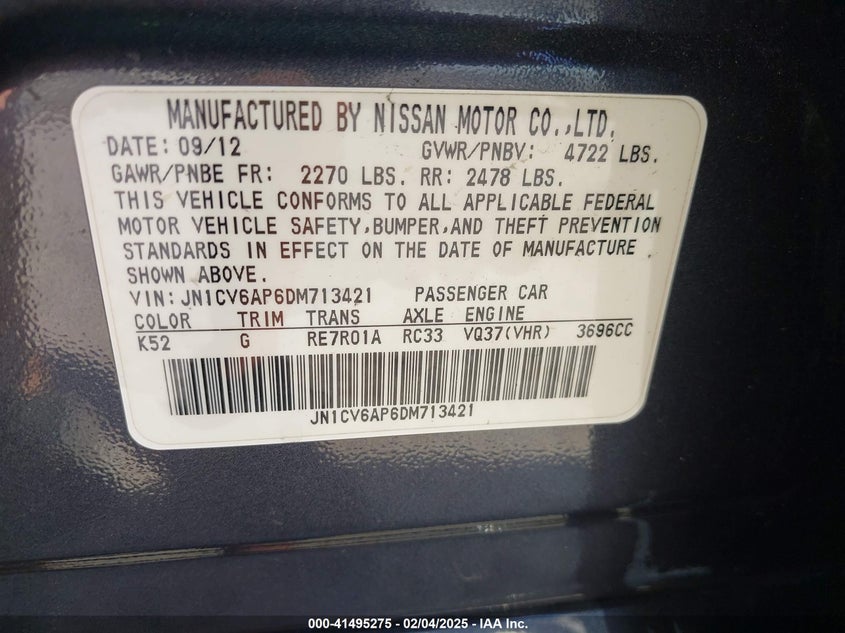 MANUFACTURED BY NISSAN MOTOR CO.,LTD.
DATE: 09/12 GVWR/PNBV: 4722 LBS.
GAWR/PNBE FR: 2270 LBS. RR: 2478 LBS.
THIS VEHICLE CONFORMS TO ALL APPLICABLE FEDERAL
MOTOR VEHICLE SAFETY,BUMPER,AND THEFT PREVENTION
STANDARDS IN EFFECT ON THE DATE OF MANUFACTURE
SHOWN ABOVE.
VIN: JN1CV6AP6DM713421 PASSENGER CAR
COLOR TRIM TRANS AXLE ENGINE
K52 G RE7R01A RC33 VQ37(VHR) 3696CC
JN1CV6AP6DM713421
000-41495275 - 02/04/2025 - IAA Inc.